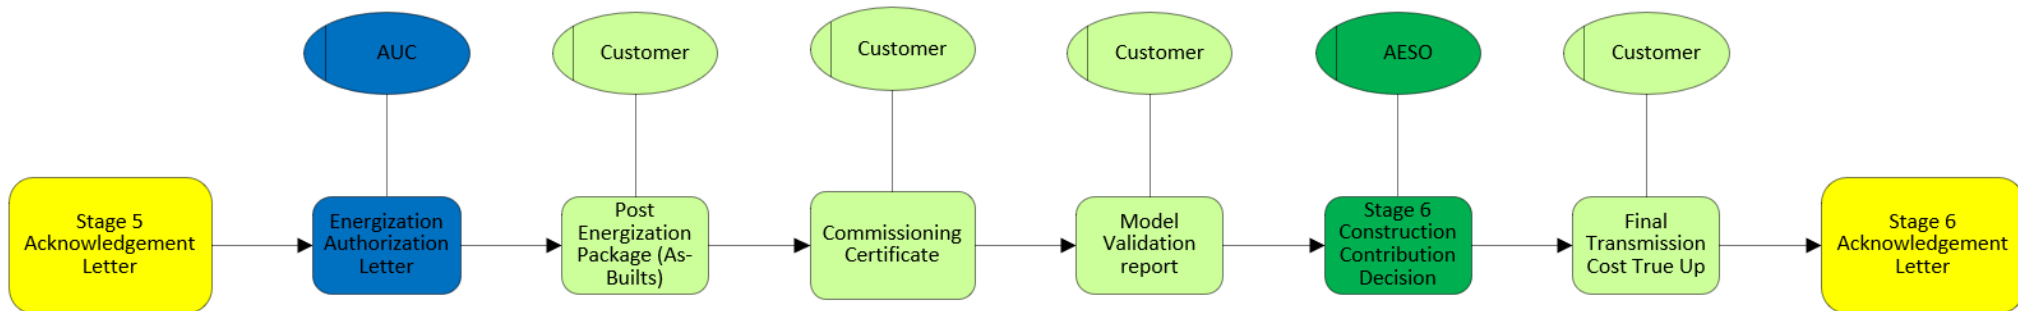 AUC
Customer
Customer
Customer
AESO
Customer
Stage 5
Acknowledgement
Letter
Energization
Authorization
Letter
Post
Energization
Package (As-
Builts)
Commissioning
Certificate
Model
Validation
report
Stage 6
Construction
Contribution
Decision
Final
Transmission
Cost True Up
Stage 6
Acknowledgement
Letter